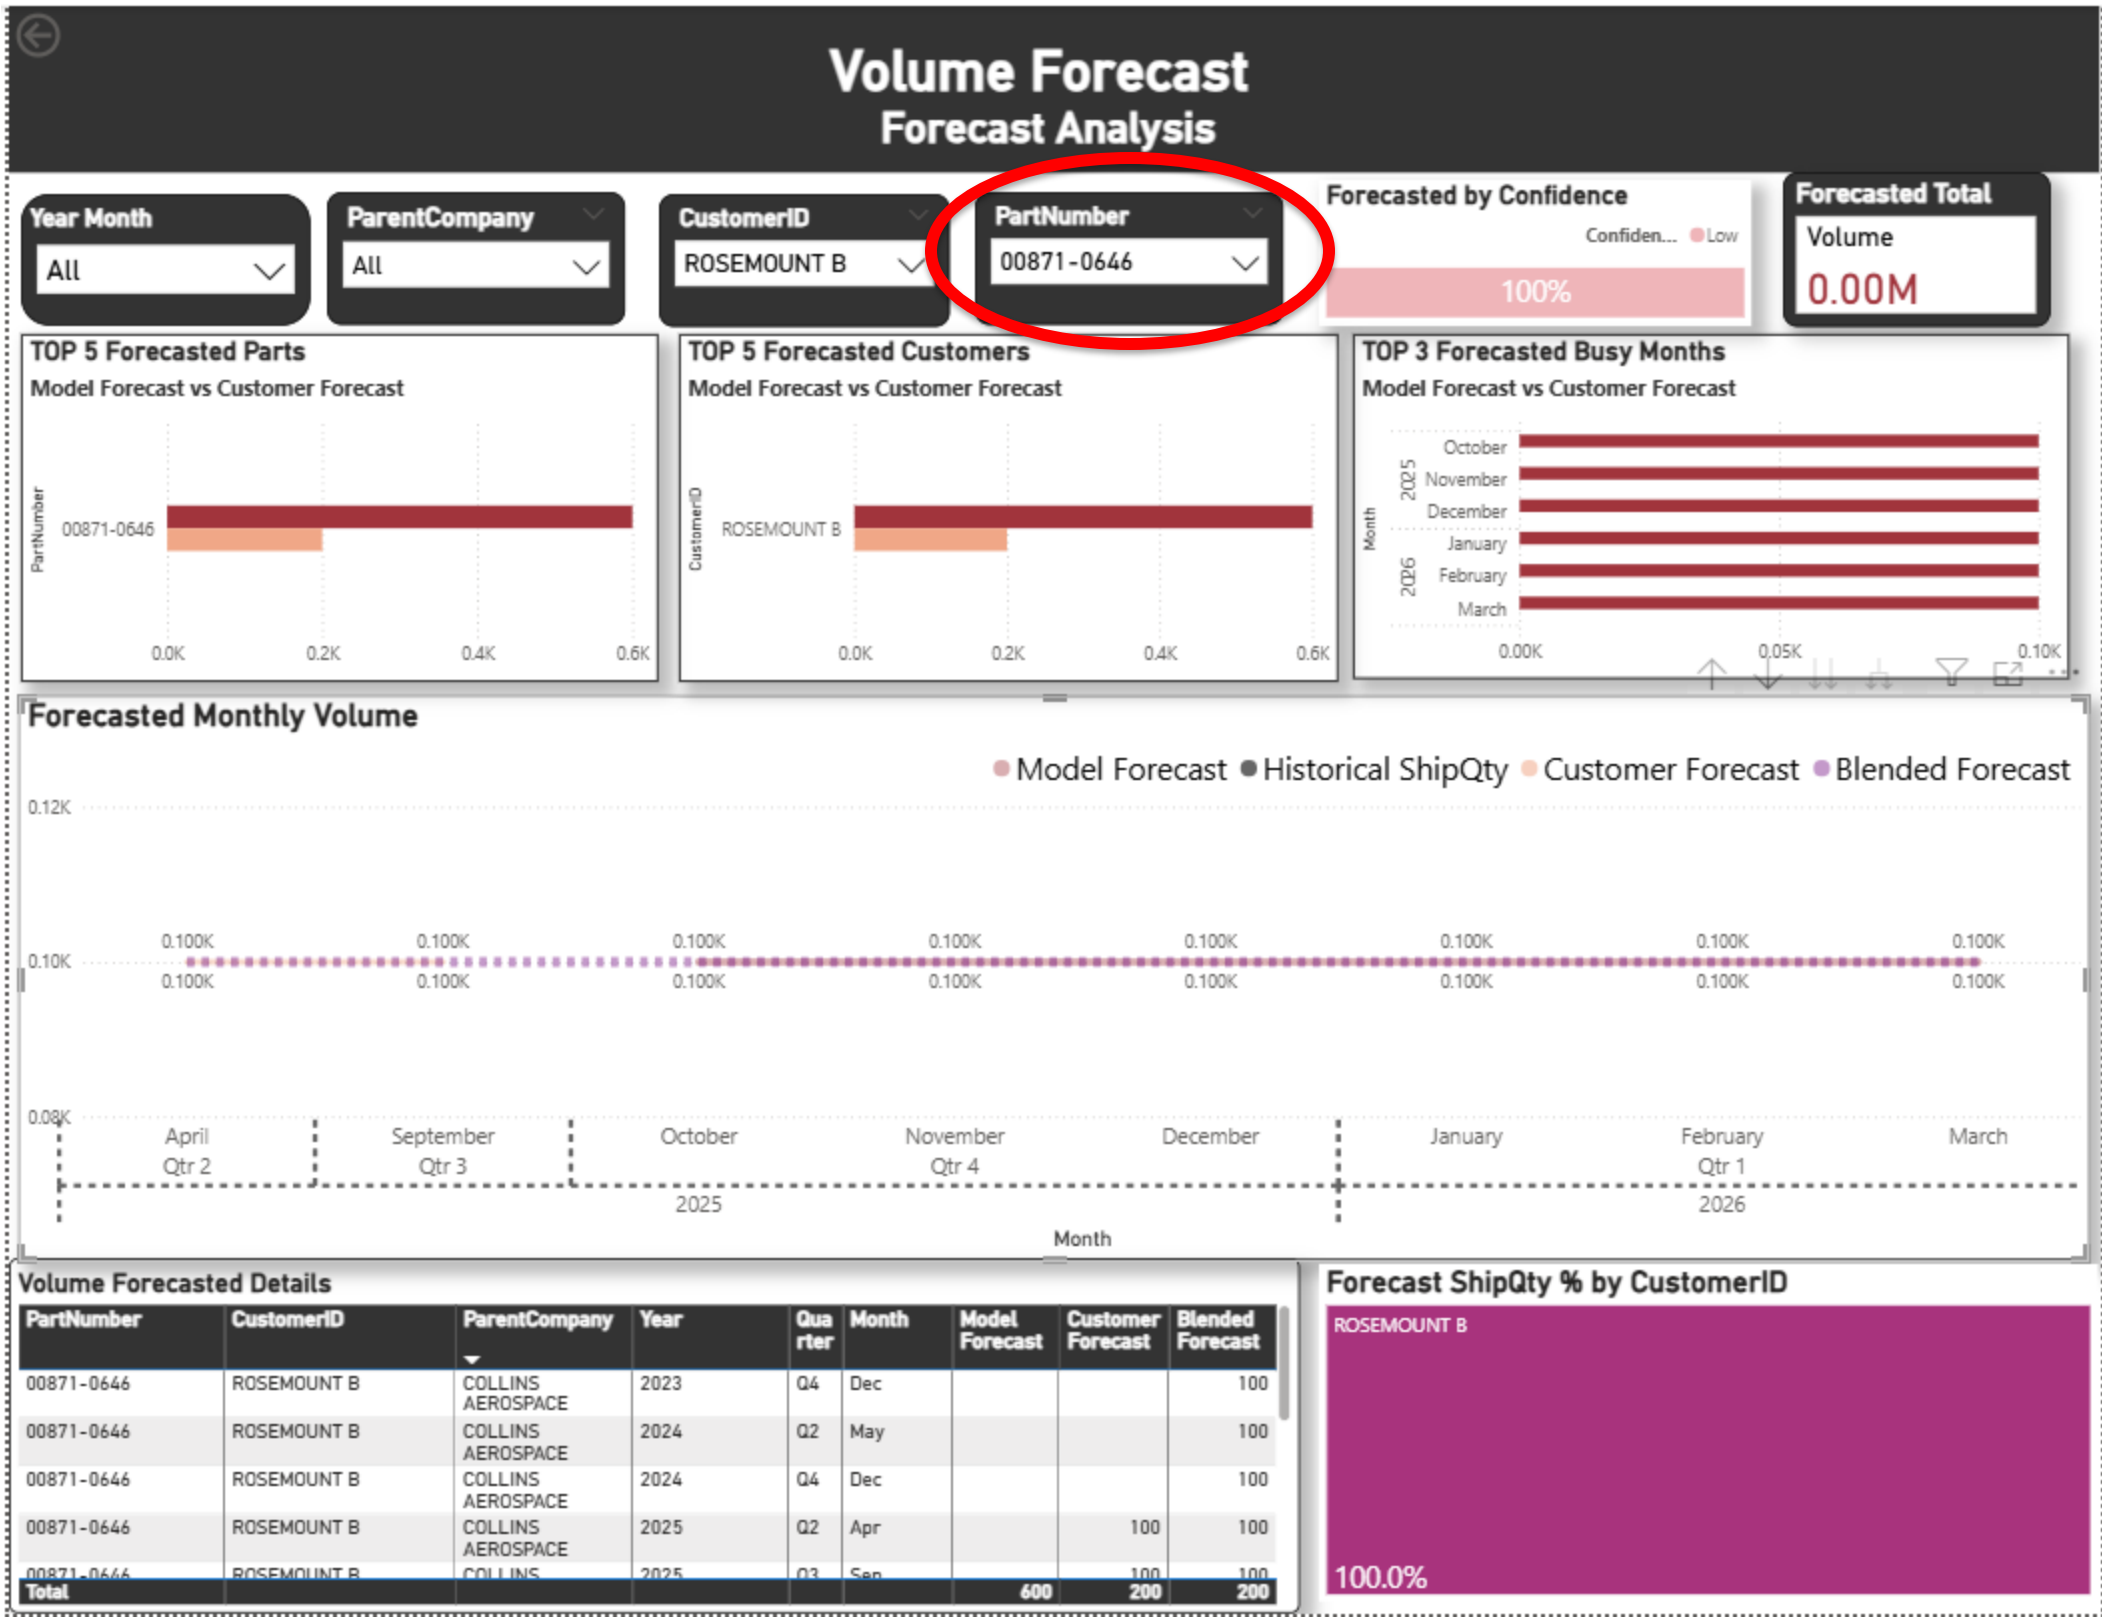 Volume Forecast
Forecast Analysis
Year Month
All
ParentCompany
All
CustomerID
ROSEMOUNT B
PartNumber
00871-0646
Forecasted by Confidence
Confiden... Low
100%
Forecasted Total
Volume
0.00M
TOP 5 Forecasted Parts
Model Forecast vs Customer Forecast
PartNumber
00871-0646
0.0K 0.2K 0.4K 0.6K
TOP 5 Forecasted Customers
Model Forecast vs Customer Forecast
CustomerID
ROSEMOUNT B
0.0K 0.2K 0.4K 0.6K
TOP 3 Forecasted Busy Months
Model Forecast vs Customer Forecast
Month
2025
October
November
December
2026
January
February
March
0.00K 0.05K 0.10K
Forecasted Monthly Volume
Model Forecast Historical ShipQty Customer Forecast Blended Forecast
0.12K
0.100K 0.100K 0.100K 0.100K 0.100K 0.100K 0.100K 0.100K
0.10K
0.100K 0.100K 0.100K 0.100K 0.100K 0.100K 0.100K 0.100K
0.08K
April September October November December January February March
Qtr 2 Qtr 3 Qtr 4 Qtr 1
2025 2026
Month
Volume Forecasted Details
PartNumber CustomerID ParentCompany Year Qua Month Model Customer Blended
rter Forecast Forecast Forecast
00871-0646 ROSEMOUNT B COLLINS 2023 Q4 Dec 100
AEROSPACE
00871-0646 ROSEMOUNT B COLLINS 2024 Q2 May 100
AEROSPACE
00871-0646 ROSEMOUNT B COLLINS 2024 Q4 Dec 100
AEROSPACE
00871-0646 ROSEMOUNT B COLLINS 2025 Q2 Apr 100 100
AEROSPACE
00871-0646 ROSEMOUNT B COLLINS 2025 Q3 Sep 100 100
Total 600 200 200
Forecast ShipQty % by CustomerID
ROSEMOUNT B
100.0%